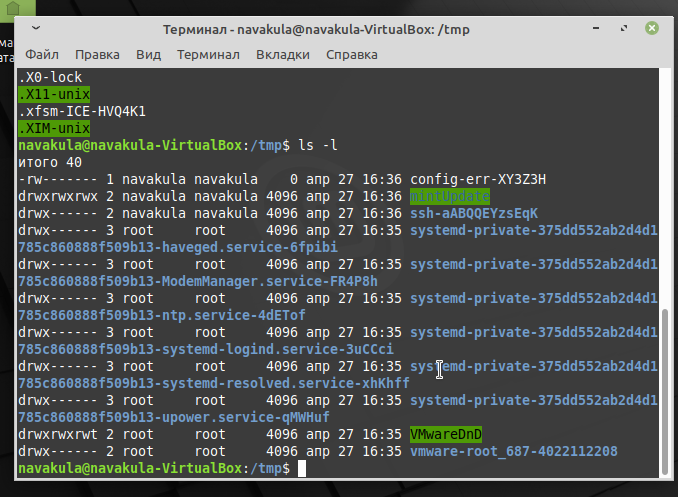 Терминал - navakula@navakula-VirtualBox: /tmp
Файл Правка Вид Терминал Вкладки Справка
.X0-lock
.X11-unix
.xfsm-ICE-HVQ4K1
.XIM-unix
navakula@navakula-VirtualBox:/tmp$ ls -l
итого 40
-rw------- 1 navakula navakula    0 апр 27 16:36 config-err-XY3Z3H
drwxrwxrwx 2 navakula navakula 4096 апр 27 16:36 mintUpdate
drwx------ 2 navakula navakula 4096 апр 27 16:36 ssh-aABQQEYzsEqK
drwx------ 3 root     root     4096 апр 27 16:35 systemd-private-375dd552ab2d4d1
785c860888f509b13-haveged.service-6fpibi
drwx------ 3 root     root     4096 апр 27 16:35 systemd-private-375dd552ab2d4d1
785c860888f509b13-ModemManager.service-FR4P8h
drwx------ 3 root     root     4096 апр 27 16:35 systemd-private-375dd552ab2d4d1
785c860888f509b13-ntp.service-4dETof
drwx------ 3 root     root     4096 апр 27 16:35 systemd-private-375dd552ab2d4d1
785c860888f509b13-systemd-logind.service-3uCCci
drwx------ 3 root     root     4096 апр 27 16:35 systemd-private-375dd552ab2d4d1
785c860888f509b13-systemd-resolved.service-xhKhff
drwx------ 3 root     root     4096 апр 27 16:35 systemd-private-375dd552ab2d4d1
785c860888f509b13-upower.service-qMWHuf
drwxrwxrwt 2 root     root     4096 апр 27 16:35 VMwareDnD
drwx------ 2 root     root     4096 апр 27 16:35 vmware-root_687-4022112208
navakula@navakula-VirtualBox:/tmp$